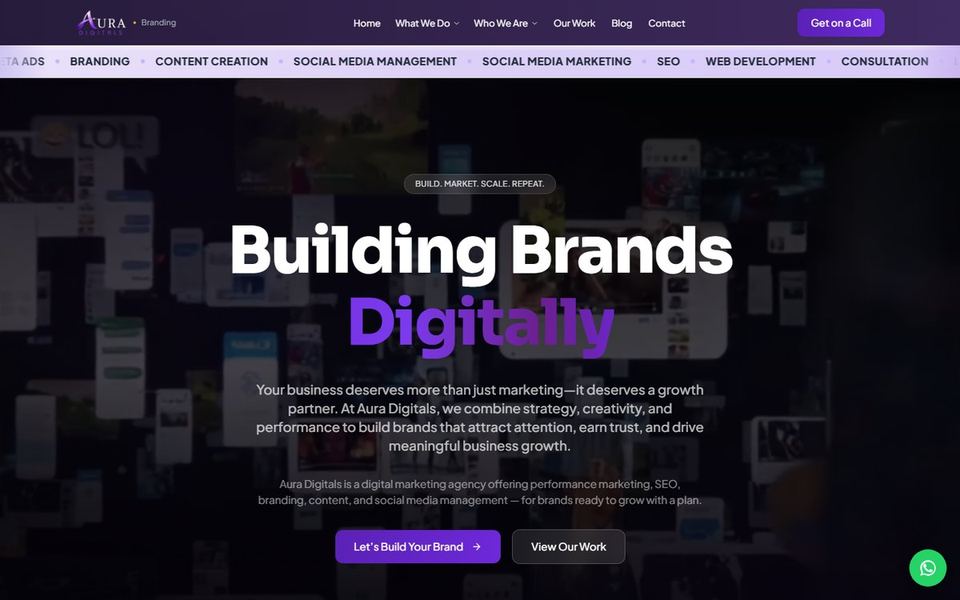 AURA
DIGITALS
• Branding
Home
What We Do
Who We Are
Our Work
Blog
Contact
Get on a Call
ETA ADS • BRANDING • CONTENT CREATION • SOCIAL MEDIA MANAGEMENT • SOCIAL MEDIA MARKETING • SEO • WEB DEVELOPMENT • CONSULTATION
LOL!
BUILD. MARKET. SCALE. REPEAT.
Building Brands
Digitally
Your business deserves more than just marketing—it deserves a growth
partner. At Aura Digitals, we combine strategy, creativity, and
performance to build brands that attract attention, earn trust, and drive
meaningful business growth.
Aura Digitals is a digital marketing agency offering performance marketing, SEO,
branding, content, and social media management — for brands ready to grow with a plan.
Let's Build Your Brand →
View Our Work